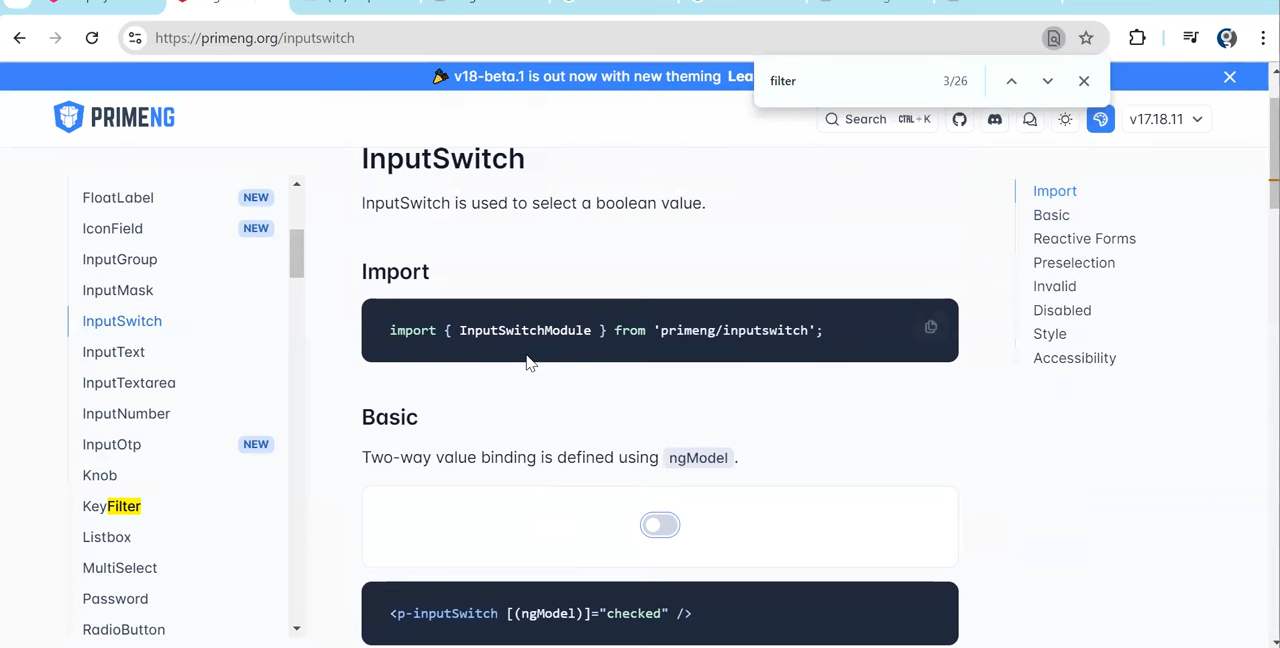 https://primeng.org/inputswitch
filter
3/26
🎉 v18-beta.1 is out now with new theming Lea
PRIMENG
Search CTRL+K
v17.18.11
FloatLabel NEW
IconField NEW
InputGroup
InputMask
InputSwitch
InputText
InputTextarea
InputNumber
InputOtp NEW
Knob
KeyFilter
Listbox
MultiSelect
Password
RadioButton
InputSwitch
InputSwitch is used to select a boolean value.
Import
import { InputSwitchModule } from 'primeng/inputswitch';
Basic
Two-way value binding is defined using ngModel .
<p-inputSwitch [(ngModel)]="checked" />
Import
Basic
Reactive Forms
Preselection
Invalid
Disabled
Style
Accessibility